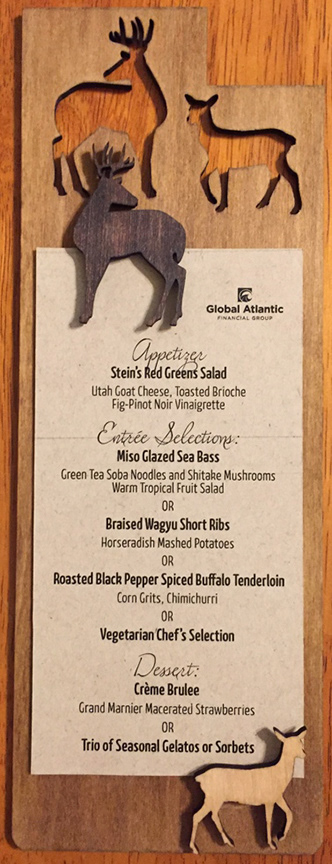 Global Atlantic
FINANCIAL GROUP
Appetizer
Stein's Red Greens Salad
Utah Goat Cheese, Toasted Brioche
Fig-Pinot Noir Vinaigrette
Entrée Selections:
Miso Glazed Sea Bass
Green Tea Soba Noodles and Shitake Mushrooms
Warm Tropical Fruit Salad
OR
Braised Wagyu Short Ribs
Horseradish Mashed Potatoes
OR
Roasted Black Pepper Spiced Buffalo Tenderloin
Corn Grits, Chimichurri
OR
Vegetarian Chef's Selection
Dessert:
Crème Brulee
Grand Marnier Macerated Strawberries
OR
Trio of Seasonal Gelatos or Sorbets